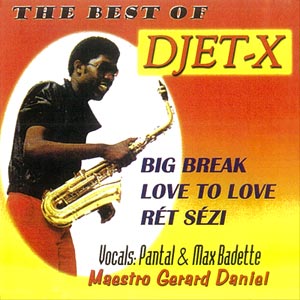 THE BEST OF
DJET-X
BIG BREAK
LOVE TO LOVE
RÉT SÉZI
Vocals: Pantal & Max Badette
Maestro Gerard Daniel